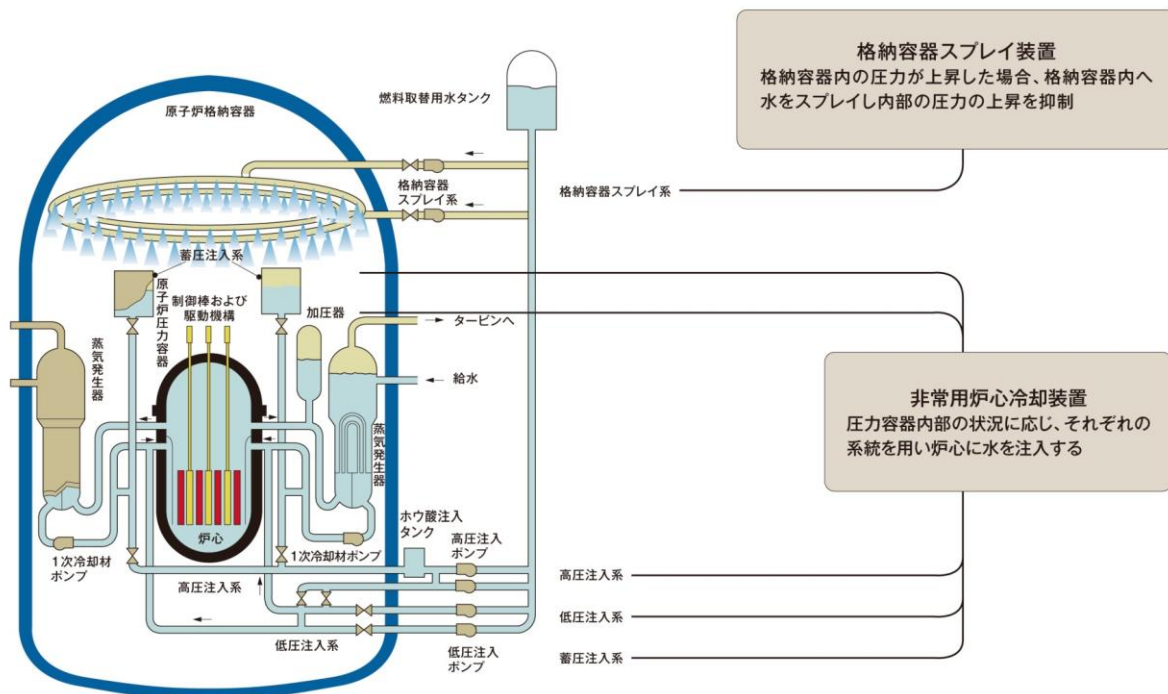 格納容器スプレイ装置
格納容器内の圧力が上昇した場合、格納容器内へ
水をスプレイし内部の圧力の上昇を抑制
燃料取替用水タンク
原子炉格納容器
格納容器
スプレイ系
格納容器スプレイ系
蓄圧注入系
原子炉圧力容器
制御棒および
駆動機構
加圧器
タービンへ
蒸気発生器
給水
非常用炉心冷却装置
圧力容器内部の状況に応じ、それぞれの
系統を用い炉心に水を注入する
蒸気発生器
炉心
ホウ酸注入
タンク
高圧注入
ポンプ
1次冷却材
ポンプ
1次冷却材ポンプ
高圧注入系
高圧注入系
低圧注入系
低圧注入系
低圧注入
ポンプ
蓄圧注入系